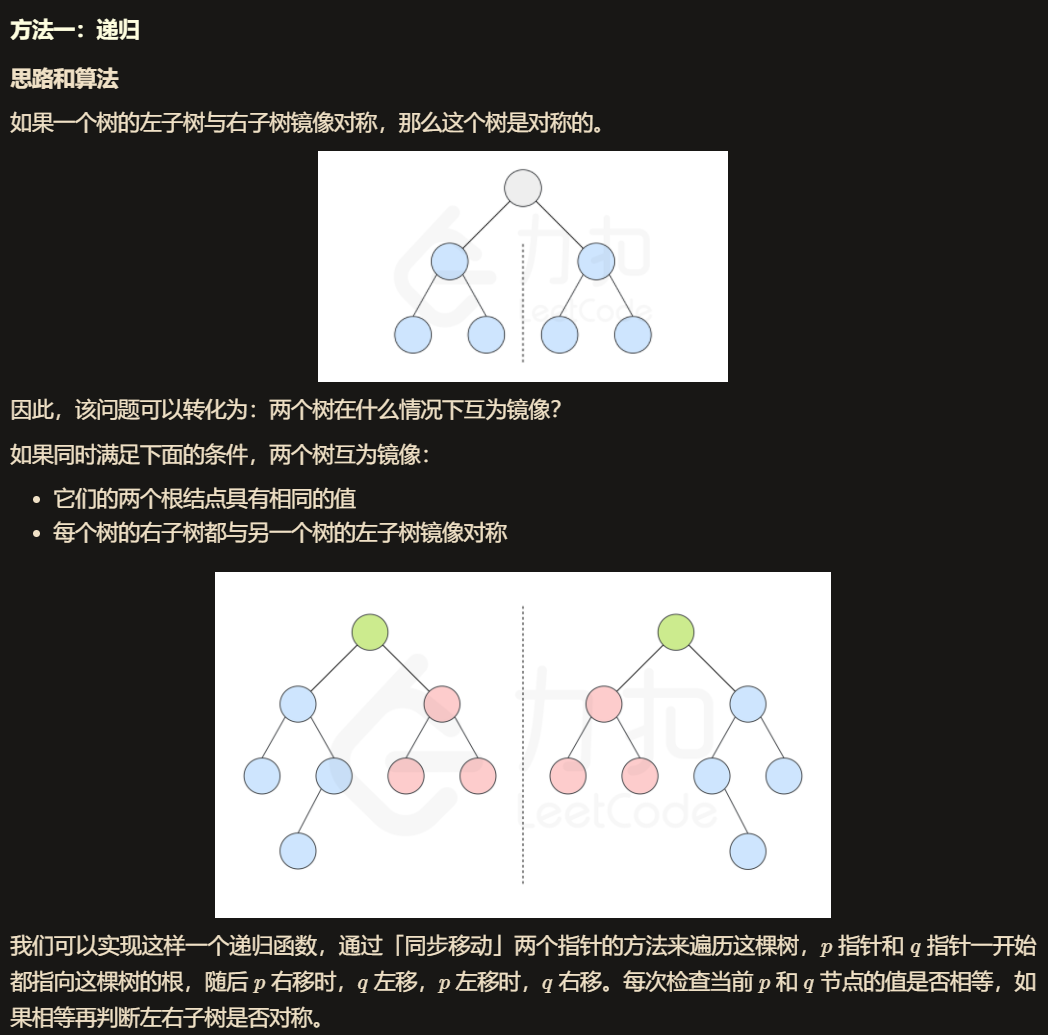 方法一：递归
思路和算法
如果一个树的左子树与右子树镜像对称，那么这个树是对称的。
力扣
LeetCode
因此，该问题可以转化为：两个树在什么情况下互为镜像？
如果同时满足下面的条件，两个树互为镜像：
• 它们的两个根结点具有相同的值
• 每个树的右子树都与另一个树的左子树镜像对称
力扣
LeetCode
我们可以实现这样一个递归函数，通过「同步移动」两个指针的方法来遍历这棵树，p 指针和 q 指针一开始
都指向这棵树的根，随后 p 右移时，q 左移，p 左移时，q 右移。每次检查当前 p 和 q 节点的值是否相等，如
果相等再判断左右子树是否对称。